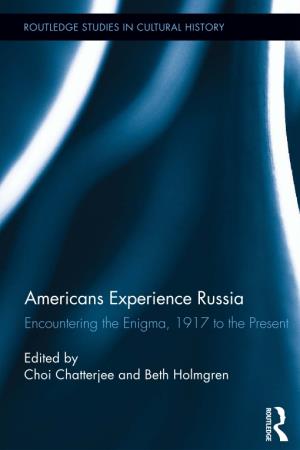 ROUTLEDGE STUDIES IN CULTURAL HISTORY
Americans Experience Russia
Encountering the Enigma, 1917 to the Present
Edited by
Choi Chatterjee and Beth Holmgren
ROUTLEDGE